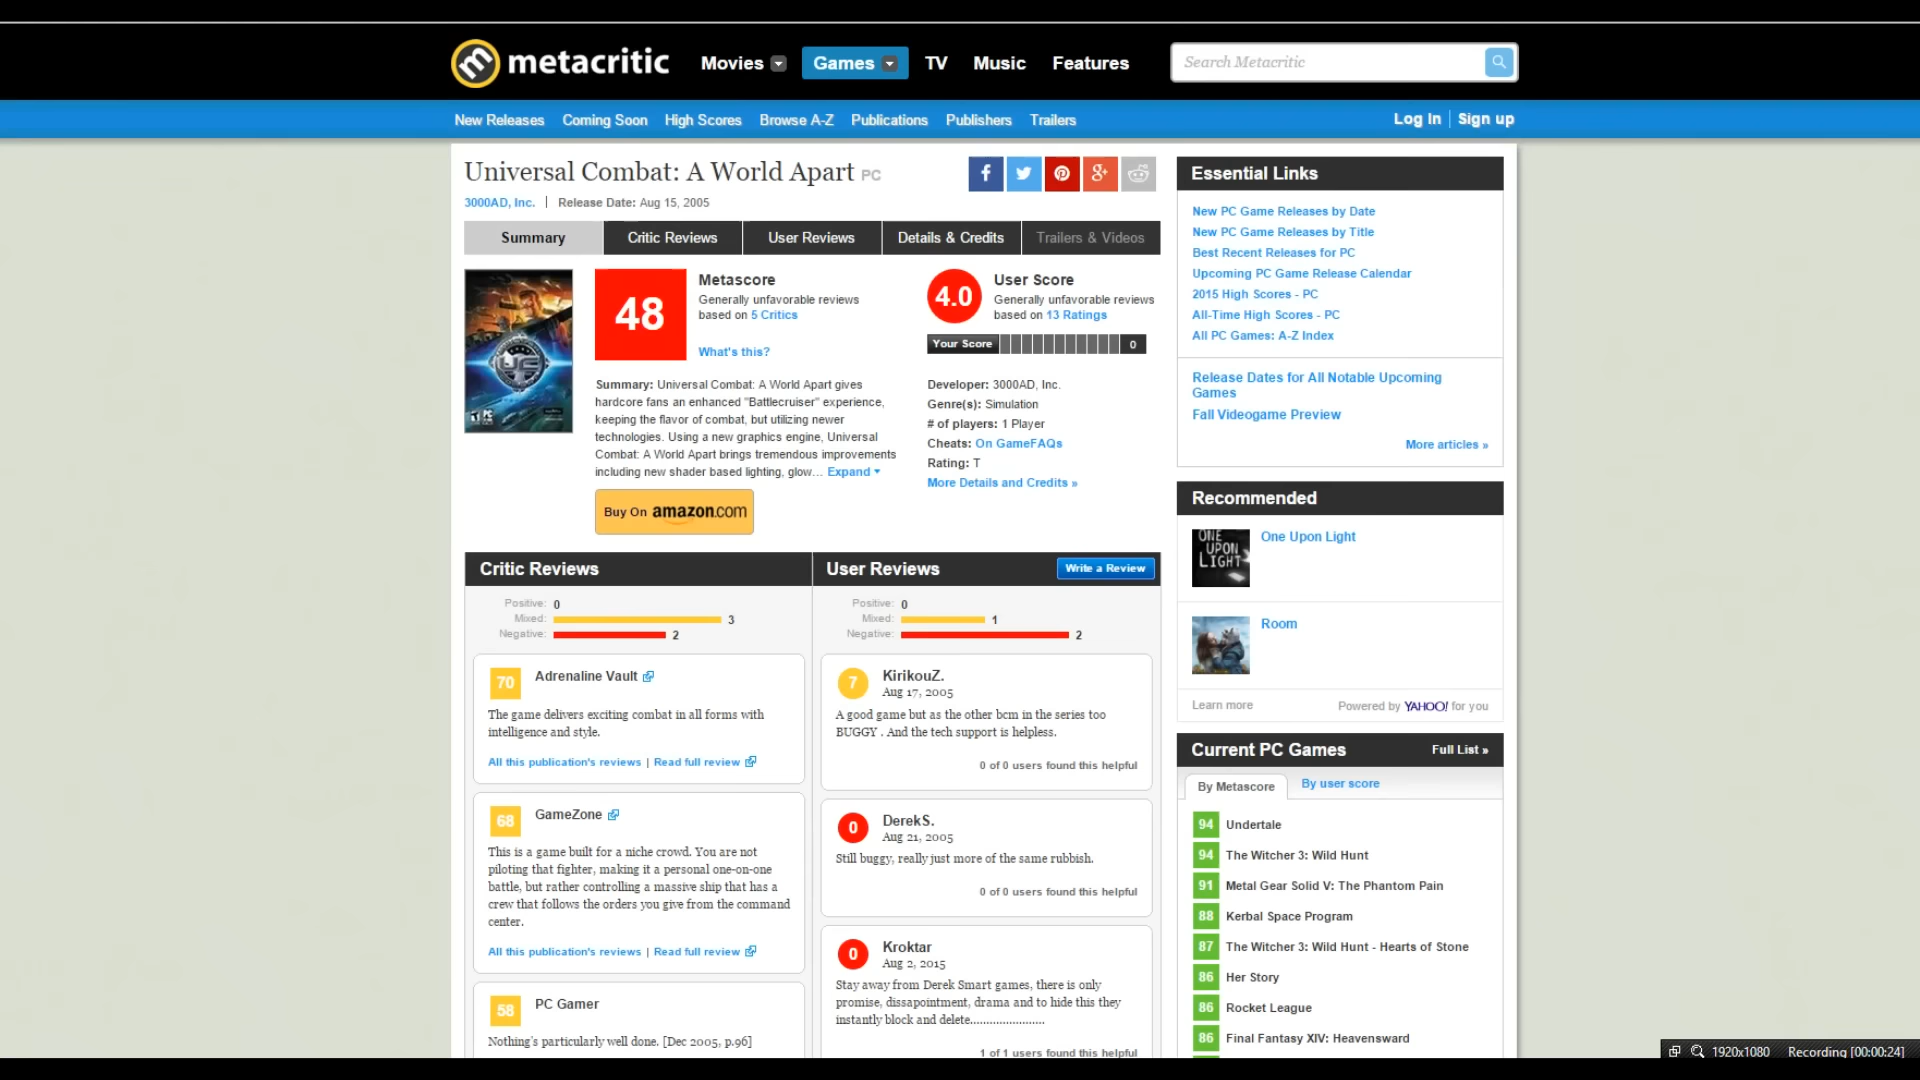 metacritic
Movies
Games
TV
Music
Features
Search Metacritic
New Releases
Coming Soon
High Scores
Browse A-Z
Publications
Publishers
Trailers
Log In
Sign up
Universal Combat: A World Apart PC
3000AD, Inc. | Release Date: Aug 15, 2005
Summary
Critic Reviews
User Reviews
Details & Credits
Trailers & Videos
48
Metascore
Generally unfavorable reviews
based on 5 Critics
What's this?
4.0
User Score
Generally unfavorable reviews
based on 13 Ratings
Your Score
0
Summary: Universal Combat: A World Apart gives
hardcore fans an enhanced "Battlecruiser" experience,
keeping the flavor of combat, but utilizing newer
technologies. Using a new graphics engine, Universal
Combat: A World Apart brings tremendous improvements
including new shader based lighting, glow… Expand
Buy On amazon.com
Developer: 3000AD, Inc.
Genre(s): Simulation
# of players: 1 Player
Cheats: On GameFAQs
Rating: T
More Details and Credits »
Critic Reviews
Positive: 0
Mixed: 3
Negative: 2
70
Adrenaline Vault
The game delivers exciting combat in all forms with
intelligence and style.
All this publication's reviews | Read full review
68
GameZone
This is a game built for a niche crowd. You are not
piloting that fighter, making it a personal one-on-one
battle, but rather controlling a massive ship that has a
crew that follows the orders you give from the command
center.
All this publication's reviews | Read full review
58
PC Gamer
Nothing's particularly well done. [Dec 2005, p.96]
User Reviews
Write a Review
Positive: 0
Mixed: 1
Negative: 2
7
KirikouZ.
Aug 17, 2005
A good game but as the other bcm in the series too
BUGGY . And the tech support is helpless.
0 of 0 users found this helpful
0
DerekS.
Aug 21, 2005
Still buggy, really just more of the same rubbish.
0 of 0 users found this helpful
0
Kroktar
Aug 2, 2015
Stay away from Derek Smart games, there is only
promise, dissapointment, drama and to hide this they
instantly block and delete.......................
1 of 1 users found this helpful
Essential Links
New PC Game Releases by Date
New PC Game Releases by Title
Best Recent Releases for PC
Upcoming PC Game Release Calendar
2015 High Scores - PC
All-Time High Scores - PC
All PC Games: A-Z Index
Release Dates for All Notable Upcoming
Games
Fall Videogame Preview
More articles »
Recommended
ONE
UPON
LIGHT
One Upon Light
Room
Learn more
Powered by YAHOO! for you
Current PC Games
Full List »
By Metascore
By user score
94 Undertale
94 The Witcher 3: Wild Hunt
91 Metal Gear Solid V: The Phantom Pain
88 Kerbal Space Program
87 The Witcher 3: Wild Hunt - Hearts of Stone
86 Her Story
86 Rocket League
86 Final Fantasy XIV: Heavensward
1920x1080 Recording [00:00:24]